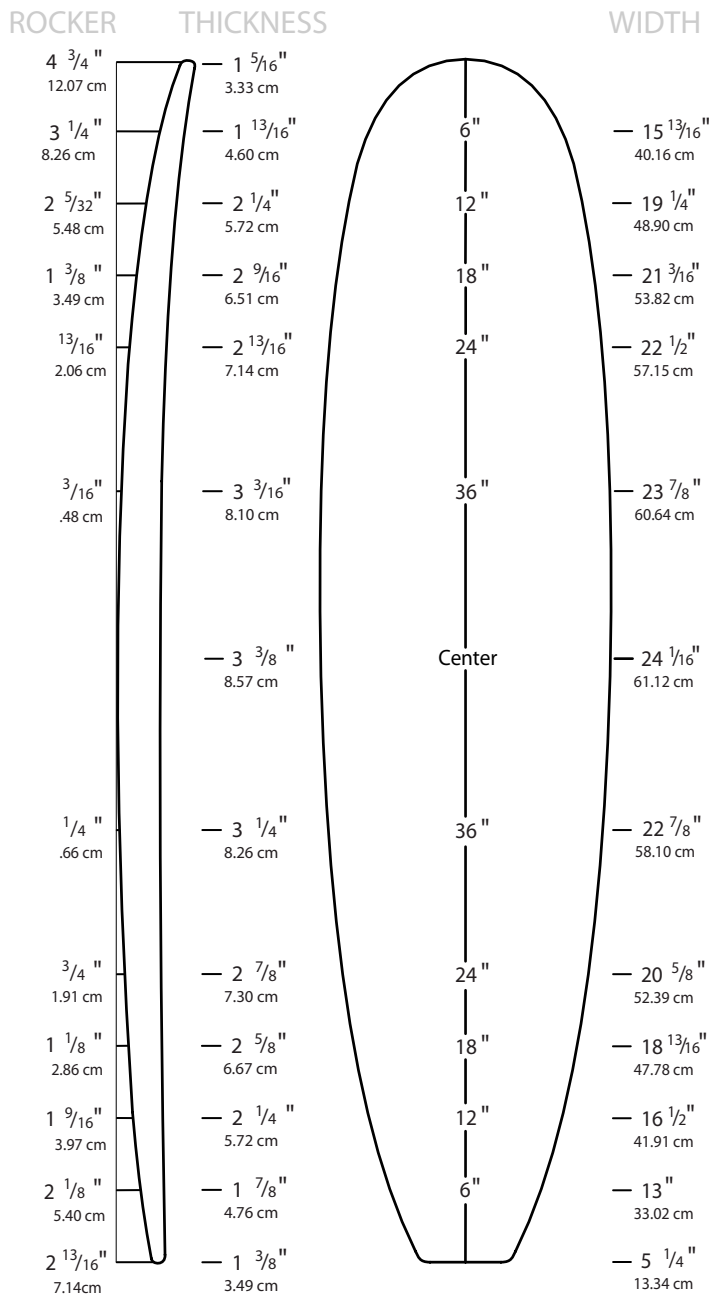 ROCKER THICKNESS WIDTH
4 3/4 " 1 5/16"
12.07 cm 3.33 cm
3 1/4 " 1 13/16" 6" 15 13/16"
8.26 cm 4.60 cm 40.16 cm
2 5/32" 2 1/4" 12" 19 1/4"
5.48 cm 5.72 cm 48.90 cm
1 3/8 " 2 9/16" 18" 21 3/16"
3.49 cm 6.51 cm 53.82 cm
13/16" 2 13/16" 24" 22 1/2"
2.06 cm 7.14 cm 57.15 cm
3/16" 3 3/16" 36" 23 7/8"
.48 cm 8.10 cm 60.64 cm
3 3/8 " Center 24 1/16"
8.57 cm 61.12 cm
1/4 " 3 1/4" 36" 22 7/8"
.66 cm 8.26 cm 58.10 cm
3/4 " 2 7/8" 24" 20 5/8"
1.91 cm 7.30 cm 52.39 cm
1 1/8 " 2 5/8" 18" 18 13/16"
2.86 cm 6.67 cm 47.78 cm
1 9/16" 2 1/4 " 12" 16 1/2"
3.97 cm 5.72 cm 41.91 cm
2 1/8 " 1 7/8" 6" 13"
5.40 cm 4.76 cm 33.02 cm
2 13/16" 1 3/8" 5 1/4"
7.14cm 3.49 cm 13.34 cm